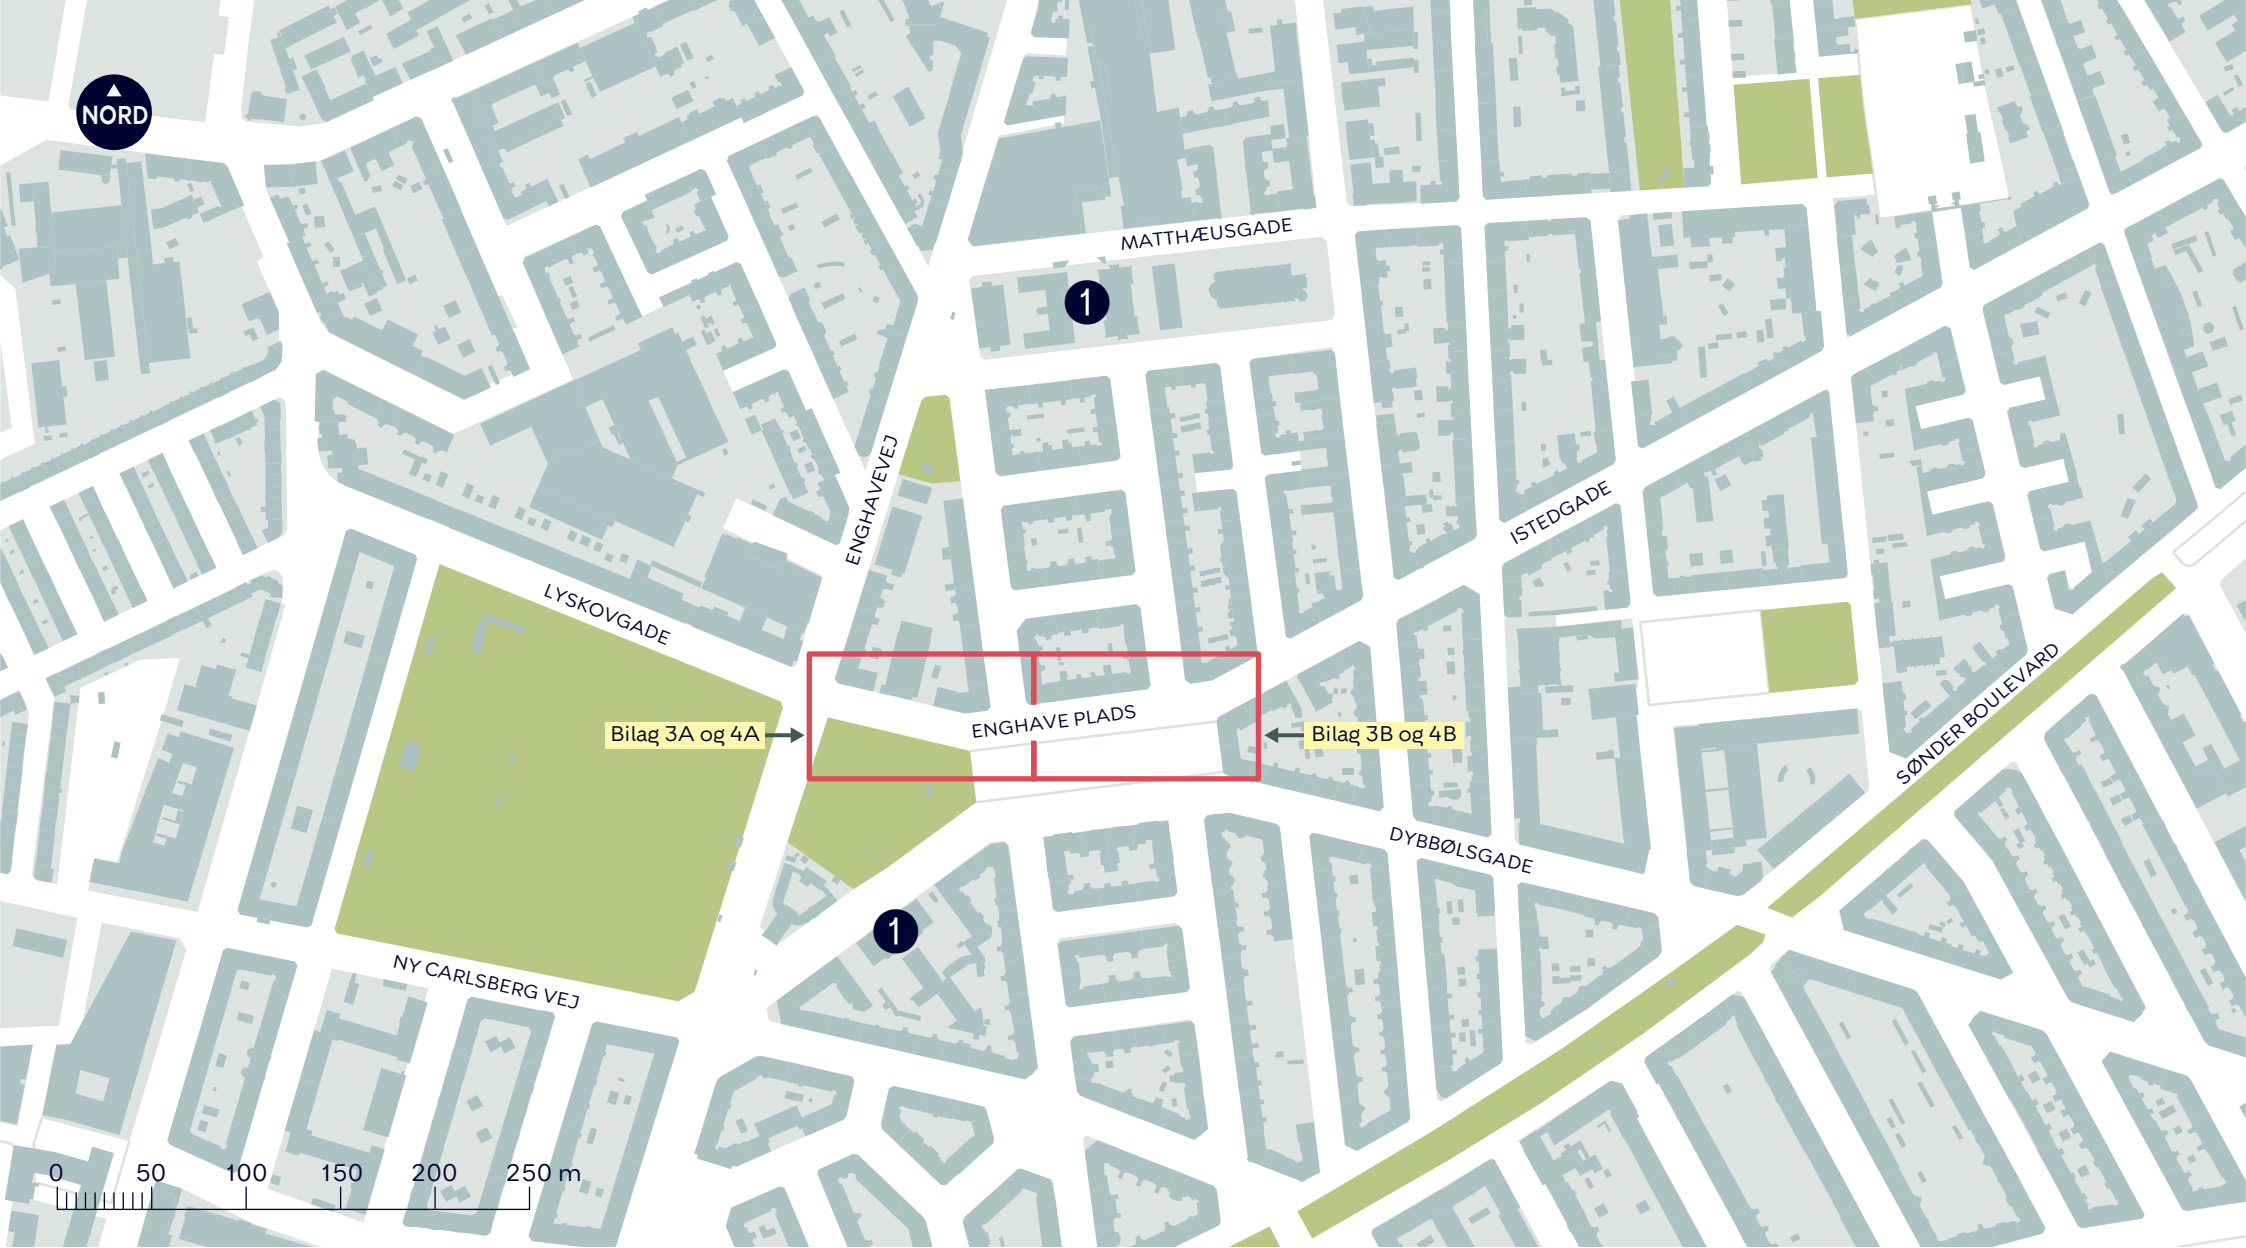 NORD
MATTHÆUSGADE
1
ENGHAVEVEJ
ISTEDGADE
LYSKOVGADE
SØNDER BOULEVARD
ENGHAVE PLADS
Bilag 3A og 4A
Bilag 3B og 4B
DYBBØLSGADE
1
NY CARLSBERG VEJ
0 50 100 150 200 250 m